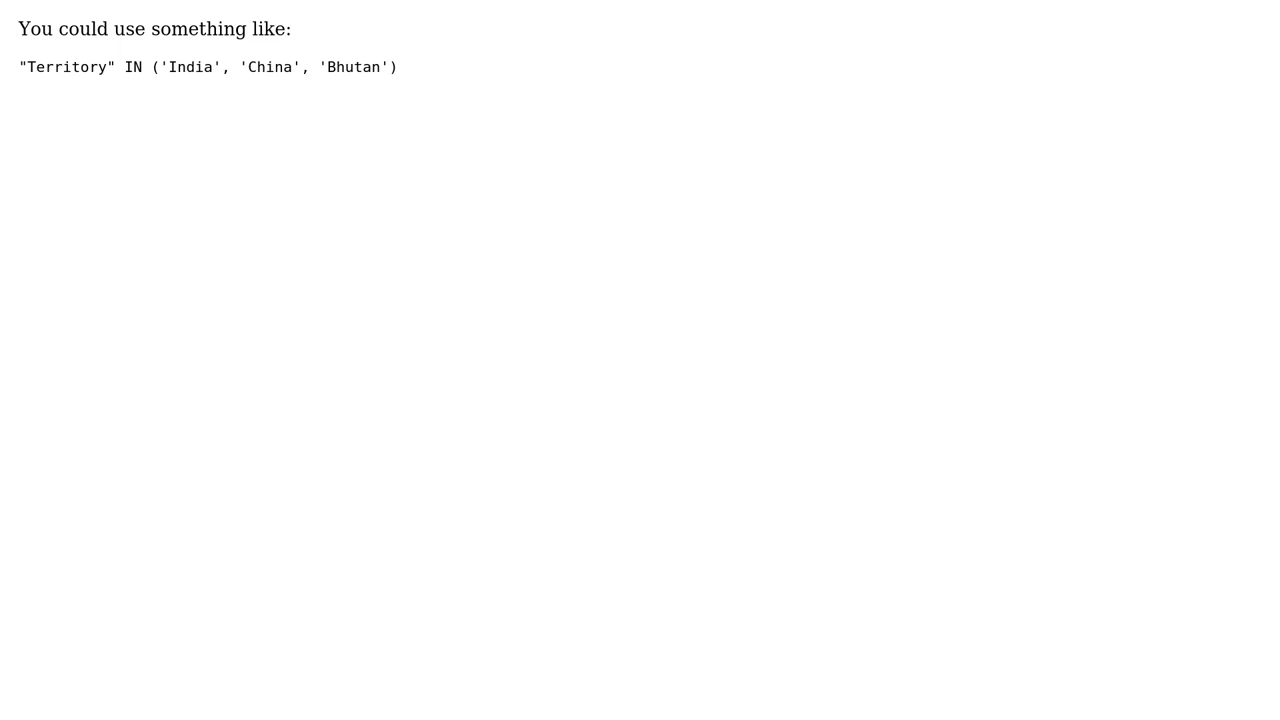 You could use something like:
"Territory" IN ('India', 'China', 'Bhutan')